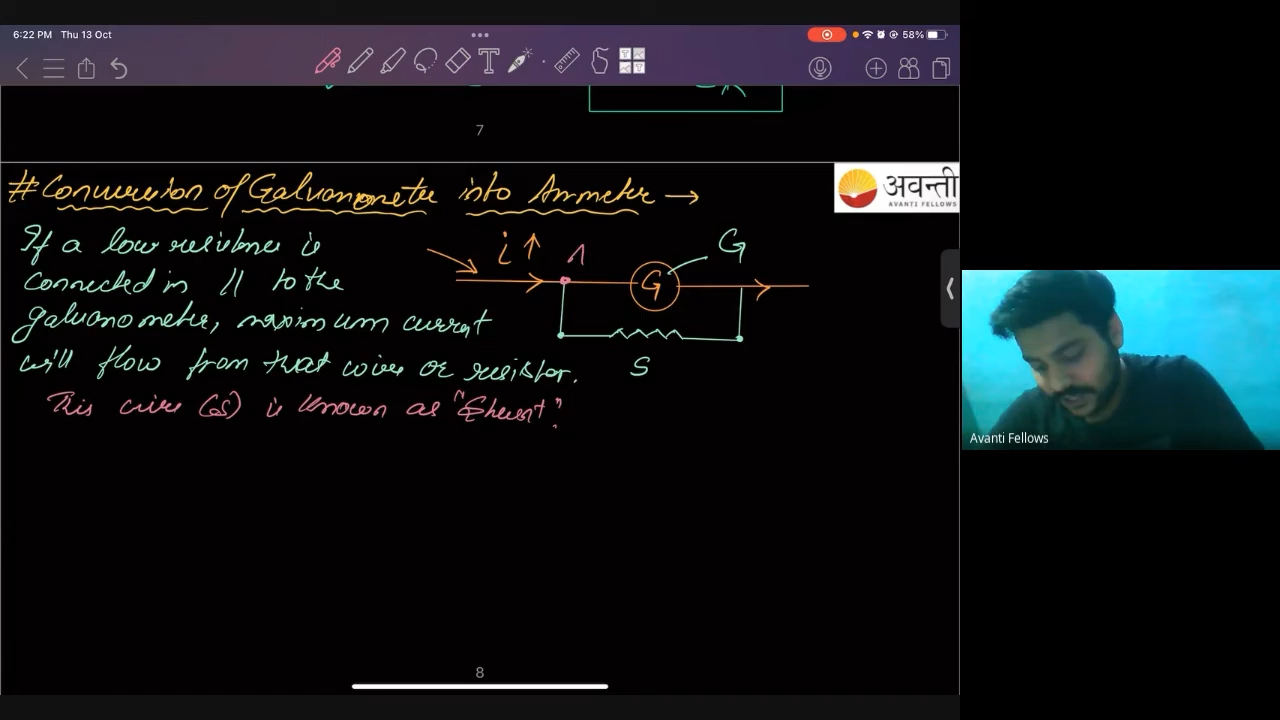 6:22 PM Thu 13 Oct
58%
7
#Conversion of Galvanometer into Ammeter →
अवन्ती
AVANTI FELLOWS
If a low resistance is
connected in || to the
galvanometer, maximum current
will flow from that wire or resistor.
This wire (S) is known as "Shunt".
i ↑
A
G
G
S
Avanti Fellows
8